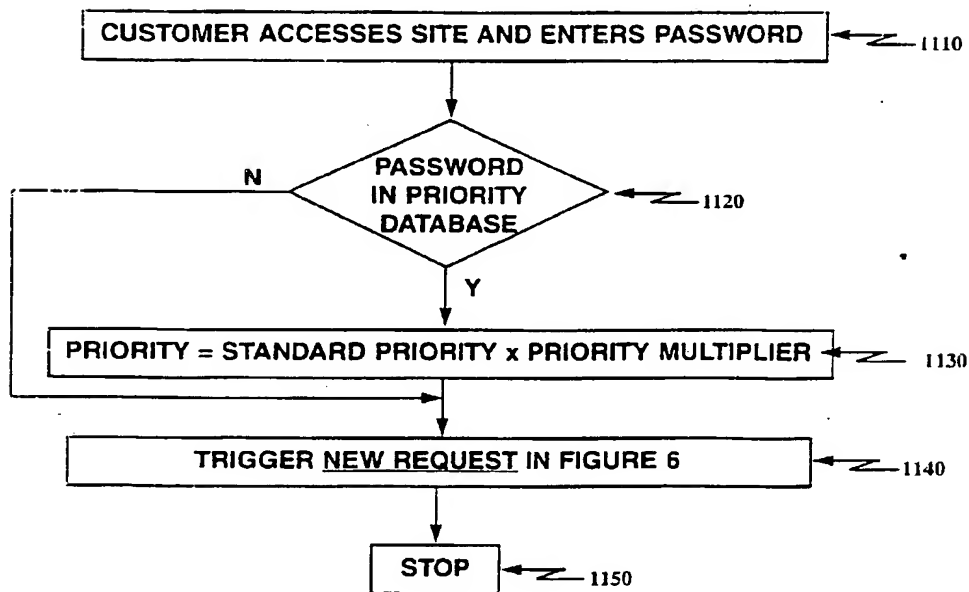 CUSTOMER ACCESSES SITE AND ENTERS PASSWORD
1110
PASSWORD
IN PRIORITY
DATABASE
1120
N
Y
PRIORITY = STANDARD PRIORITY x PRIORITY MULTIPLIER
1130
TRIGGER NEW REQUEST IN FIGURE 6
1140
STOP
1150